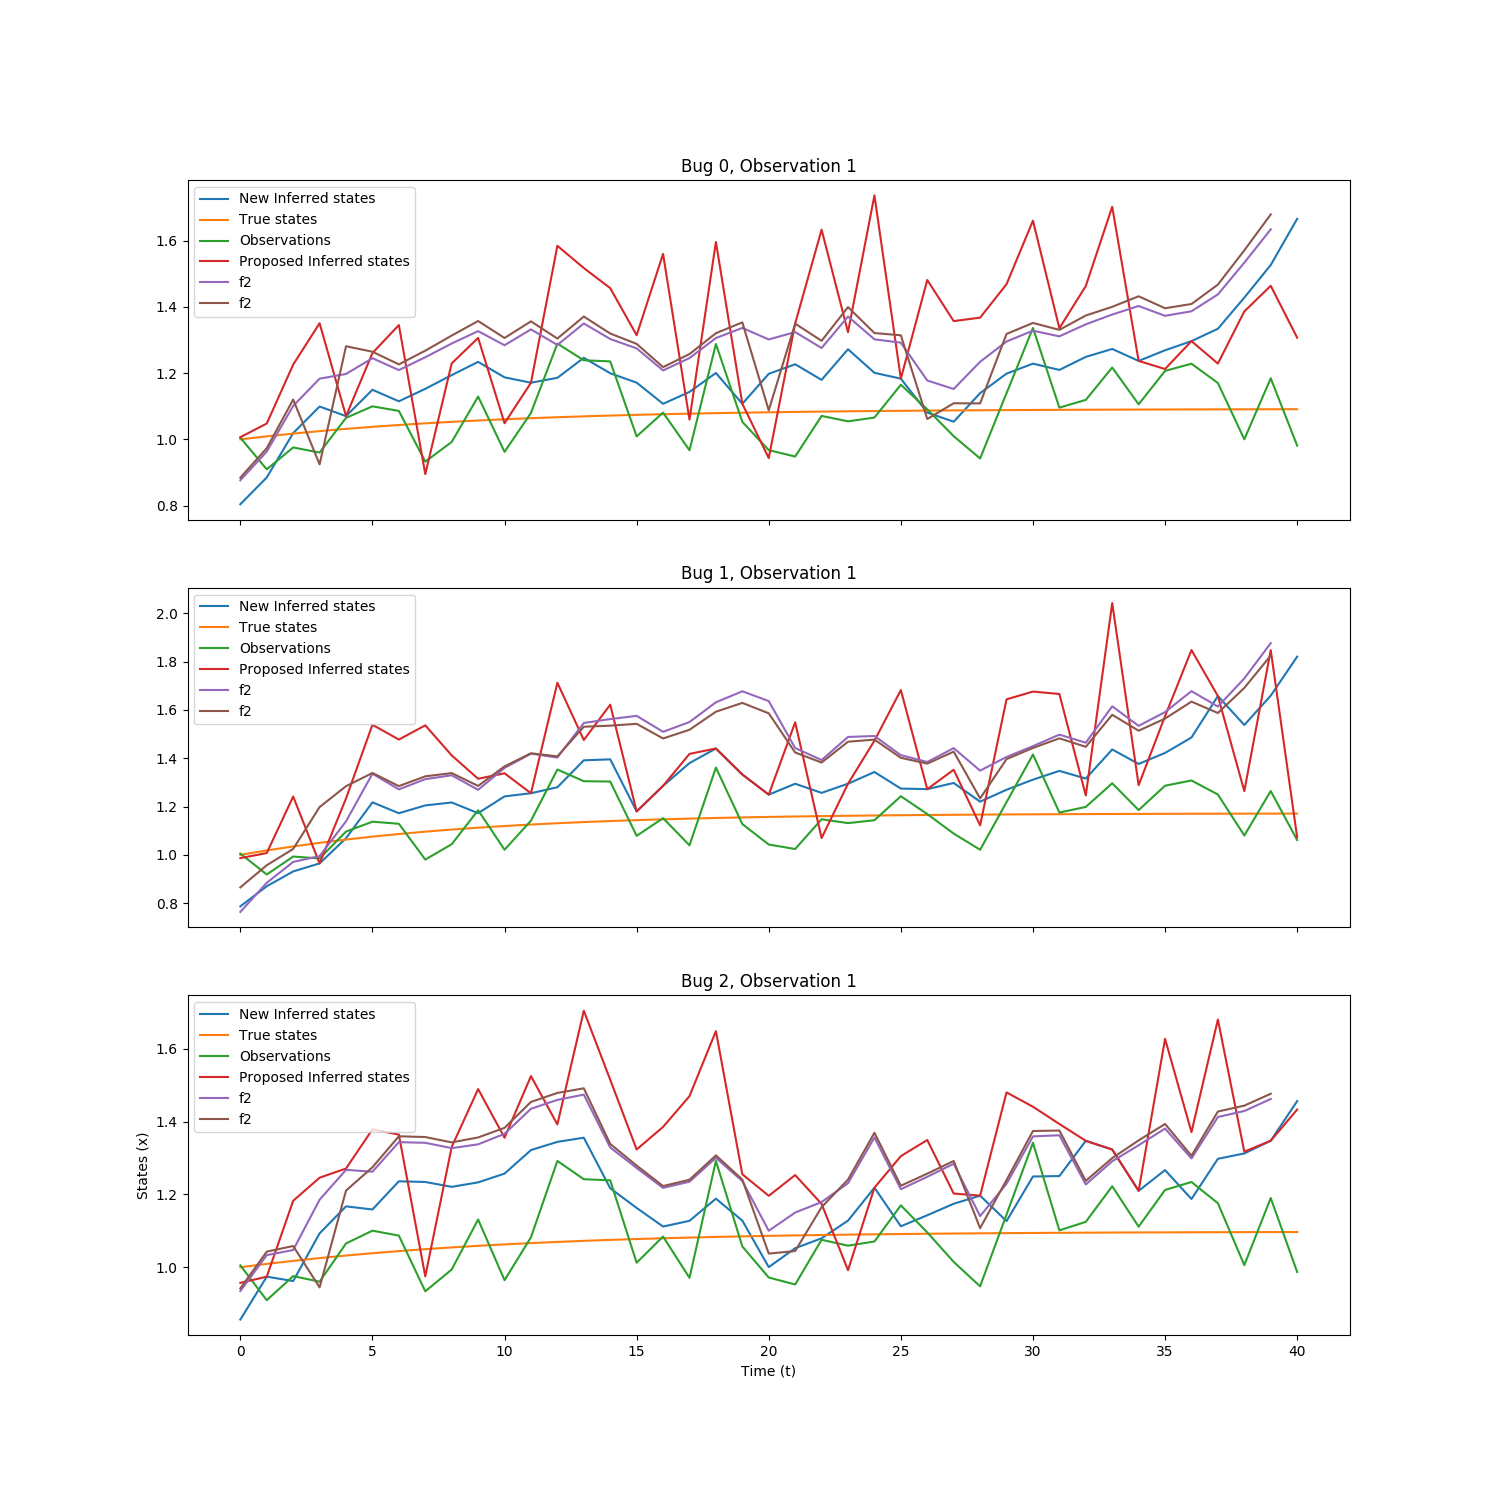 Bug 0, Observation 1
New Inferred states
True states
Observations
Proposed Inferred states
f2
f2
1.6
1.4
1.2
1.0
0.8
Bug 1, Observation 1
New Inferred states
True states
Observations
Proposed Inferred states
f2
f2
2.0
1.8
1.6
1.4
1.2
1.0
0.8
Bug 2, Observation 1
New Inferred states
True states
Observations
Proposed Inferred states
f2
f2
1.6
1.4
1.2
1.0
States (x)
0 5 10 15 20 25 30 35 40
Time (t)